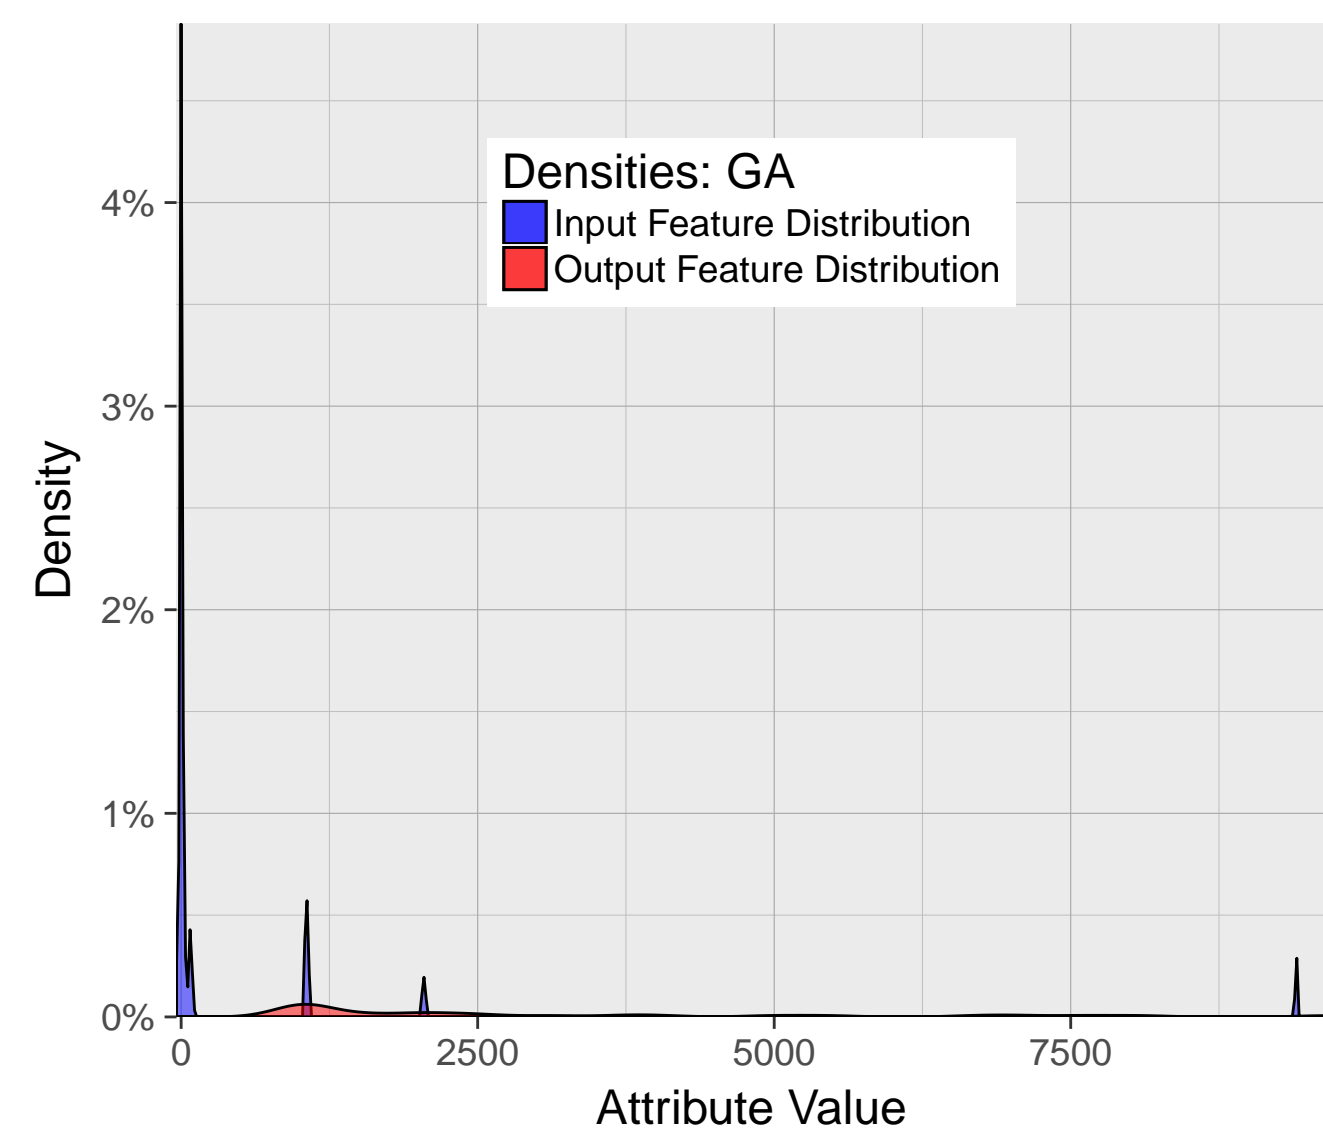 Densities: GA
Input Feature Distribution
Output Feature Distribution
4%
3%
2%
1%
0%
Density
0 2500 5000 7500
Attribute Value